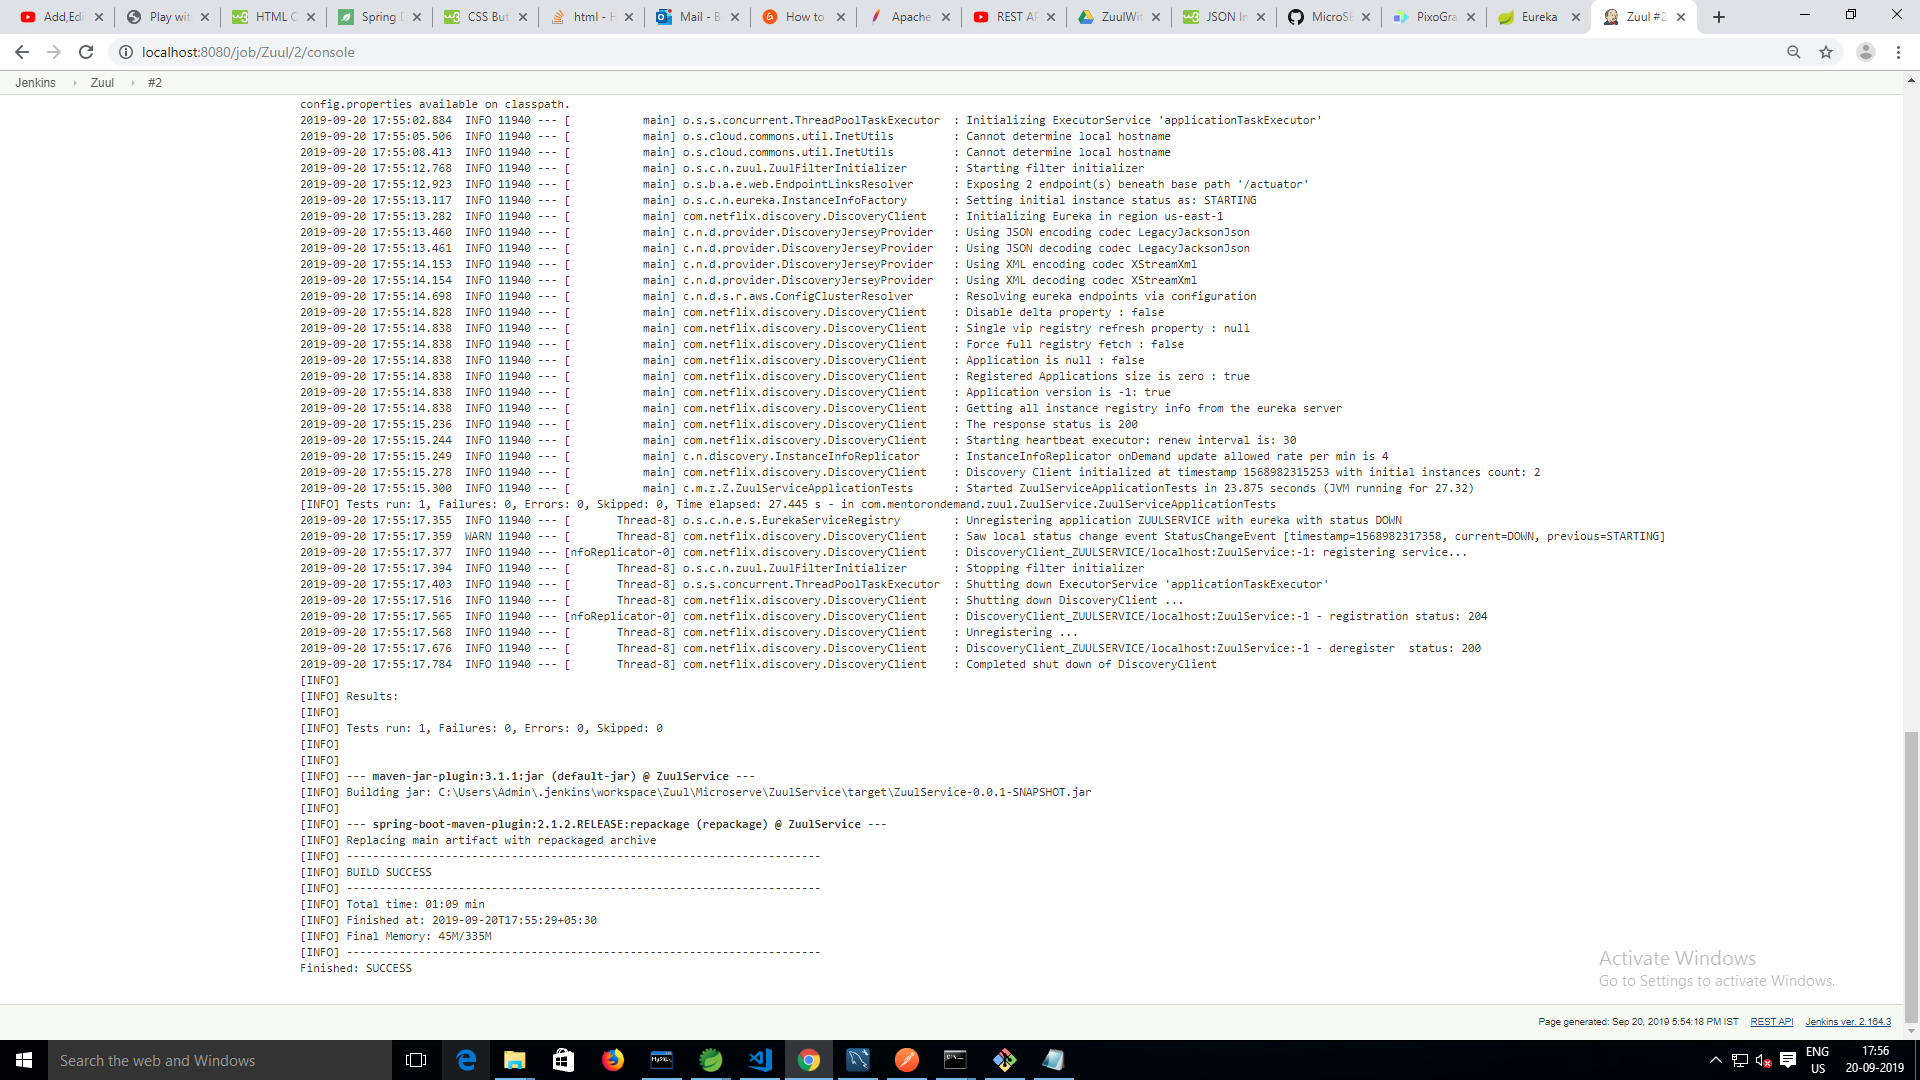 Add,Edi
Play wit
HTML C
Spring D
CSS But
html - H
Mail - B
How to
Apache
REST AP
ZuulWit
JSON In
MicroSE
PixoGra
Eureka
Zuul #2
localhost:8080/job/Zuul/2/console
Jenkins Zuul #2
config.properties available on classpath.
2019-09-20 17:55:02.884  INFO 11940 --- [           main] o.s.s.concurrent.ThreadPoolTaskExecutor  : Initializing ExecutorService 'applicationTaskExecutor'
2019-09-20 17:55:05.506  INFO 11940 --- [           main] o.s.cloud.commons.util.InetUtils         : Cannot determine local hostname
2019-09-20 17:55:08.413  INFO 11940 --- [           main] o.s.cloud.commons.util.InetUtils         : Cannot determine local hostname
2019-09-20 17:55:12.768  INFO 11940 --- [           main] o.s.c.n.zuul.ZuulFilterInitializer       : Starting filter initializer
2019-09-20 17:55:12.923  INFO 11940 --- [           main] o.s.b.a.e.web.EndpointLinksResolver      : Exposing 2 endpoint(s) beneath base path '/actuator'
2019-09-20 17:55:13.117  INFO 11940 --- [           main] o.s.c.n.eureka.InstanceInfoFactory       : Setting initial instance status as: STARTING
2019-09-20 17:55:13.282  INFO 11940 --- [           main] com.netflix.discovery.DiscoveryClient    : Initializing Eureka in region us-east-1
2019-09-20 17:55:13.460  INFO 11940 --- [           main] c.n.d.provider.DiscoveryJerseyProvider   : Using JSON encoding codec LegacyJacksonJson
2019-09-20 17:55:13.461  INFO 11940 --- [           main] c.n.d.provider.DiscoveryJerseyProvider   : Using JSON decoding codec LegacyJacksonJson
2019-09-20 17:55:14.153  INFO 11940 --- [           main] c.n.d.provider.DiscoveryJerseyProvider   : Using XML encoding codec XStreamXml
2019-09-20 17:55:14.154  INFO 11940 --- [           main] c.n.d.provider.DiscoveryJerseyProvider   : Using XML decoding codec XStreamXml
2019-09-20 17:55:14.698  INFO 11940 --- [           main] c.n.d.s.r.aws.ConfigClusterResolver      : Resolving eureka endpoints via configuration
2019-09-20 17:55:14.828  INFO 11940 --- [           main] com.netflix.discovery.DiscoveryClient    : Disable delta property : false
2019-09-20 17:55:14.838  INFO 11940 --- [           main] com.netflix.discovery.DiscoveryClient    : Single vip registry refresh property : null
2019-09-20 17:55:14.838  INFO 11940 --- [           main] com.netflix.discovery.DiscoveryClient    : Force full registry fetch : false
2019-09-20 17:55:14.838  INFO 11940 --- [           main] com.netflix.discovery.DiscoveryClient    : Application is null : false
2019-09-20 17:55:14.838  INFO 11940 --- [           main] com.netflix.discovery.DiscoveryClient    : Registered Applications size is zero : true
2019-09-20 17:55:14.838  INFO 11940 --- [           main] com.netflix.discovery.DiscoveryClient    : Application version is -1: true
2019-09-20 17:55:14.838  INFO 11940 --- [           main] com.netflix.discovery.DiscoveryClient    : Getting all instance registry info from the eureka server
2019-09-20 17:55:15.236  INFO 11940 --- [           main] com.netflix.discovery.DiscoveryClient    : The response status is 200
2019-09-20 17:55:15.244  INFO 11940 --- [           main] com.netflix.discovery.DiscoveryClient    : Starting heartbeat executor: renew interval is: 30
2019-09-20 17:55:15.249  INFO 11940 --- [           main] c.n.discovery.InstanceInfoReplicator     : InstanceInfoReplicator onDemand update allowed rate per min is 4
2019-09-20 17:55:15.278  INFO 11940 --- [           main] com.netflix.discovery.DiscoveryClient    : Discovery Client initialized at timestamp 1568982315253 with initial instances count: 2
2019-09-20 17:55:15.300  INFO 11940 --- [           main] c.m.z.Z.ZuulServiceApplicationTests      : Started ZuulServiceApplicationTests in 23.875 seconds (JVM running for 27.32)
[INFO] Tests run: 1, Failures: 0, Errors: 0, Skipped: 0, Time elapsed: 27.445 s - in com.mentorondemand.zuul.ZuulService.ZuulServiceApplicationTests
2019-09-20 17:55:17.355  INFO 11940 --- [       Thread-8] o.s.c.n.e.s.EurekaServiceRegistry        : Unregistering application ZUULSERVICE with eureka with status DOWN
2019-09-20 17:55:17.359  WARN 11940 --- [       Thread-8] com.netflix.discovery.DiscoveryClient    : Saw local status change event StatusChangeEvent [timestamp=1568982317358, current=DOWN, previous=STARTING]
2019-09-20 17:55:17.377  INFO 11940 --- [nfoReplicator-0] com.netflix.discovery.DiscoveryClient    : DiscoveryClient_ZUULSERVICE/localhost:ZuulService:-1: registering service...
2019-09-20 17:55:17.394  INFO 11940 --- [       Thread-8] o.s.c.n.zuul.ZuulFilterInitializer       : Stopping filter initializer
2019-09-20 17:55:17.403  INFO 11940 --- [       Thread-8] o.s.s.concurrent.ThreadPoolTaskExecutor  : Shutting down ExecutorService 'applicationTaskExecutor'
2019-09-20 17:55:17.516  INFO 11940 --- [       Thread-8] com.netflix.discovery.DiscoveryClient    : Shutting down DiscoveryClient ...
2019-09-20 17:55:17.565  INFO 11940 --- [nfoReplicator-0] com.netflix.discovery.DiscoveryClient    : DiscoveryClient_ZUULSERVICE/localhost:ZuulService:-1 - registration status: 204
2019-09-20 17:55:17.568  INFO 11940 --- [       Thread-8] com.netflix.discovery.DiscoveryClient    : Unregistering ...
2019-09-20 17:55:17.676  INFO 11940 --- [       Thread-8] com.netflix.discovery.DiscoveryClient    : DiscoveryClient_ZUULSERVICE/localhost:ZuulService:-1 - deregister  status: 200
2019-09-20 17:55:17.784  INFO 11940 --- [       Thread-8] com.netflix.discovery.DiscoveryClient    : Completed shut down of DiscoveryClient
[INFO]
[INFO] Results:
[INFO]
[INFO] Tests run: 1, Failures: 0, Errors: 0, Skipped: 0
[INFO]
[INFO]
[INFO] --- maven-jar-plugin:3.1.1:jar (default-jar) @ ZuulService ---
[INFO] Building jar: C:\Users\Admin\.jenkins\workspace\Zuul\Microserve\ZuulService\target\ZuulService-0.0.1-SNAPSHOT.jar
[INFO]
[INFO] --- spring-boot-maven-plugin:2.1.2.RELEASE:repackage (repackage) @ ZuulService ---
[INFO] Replacing main artifact with repackaged archive
[INFO] ------------------------------------------------------------------------
[INFO] BUILD SUCCESS
[INFO] ------------------------------------------------------------------------
[INFO] Total time: 01:09 min
[INFO] Finished at: 2019-09-20T17:55:29+05:30
[INFO] Final Memory: 45M/335M
[INFO] ------------------------------------------------------------------------
Finished: SUCCESS
Activate Windows
Go to Settings to activate Windows.
Page generated: Sep 20, 2019 5:54:18 PM IST REST API Jenkins ver. 2.164.3
Search the web and Windows
MySQL
ENG
US
17:56
20-09-2019